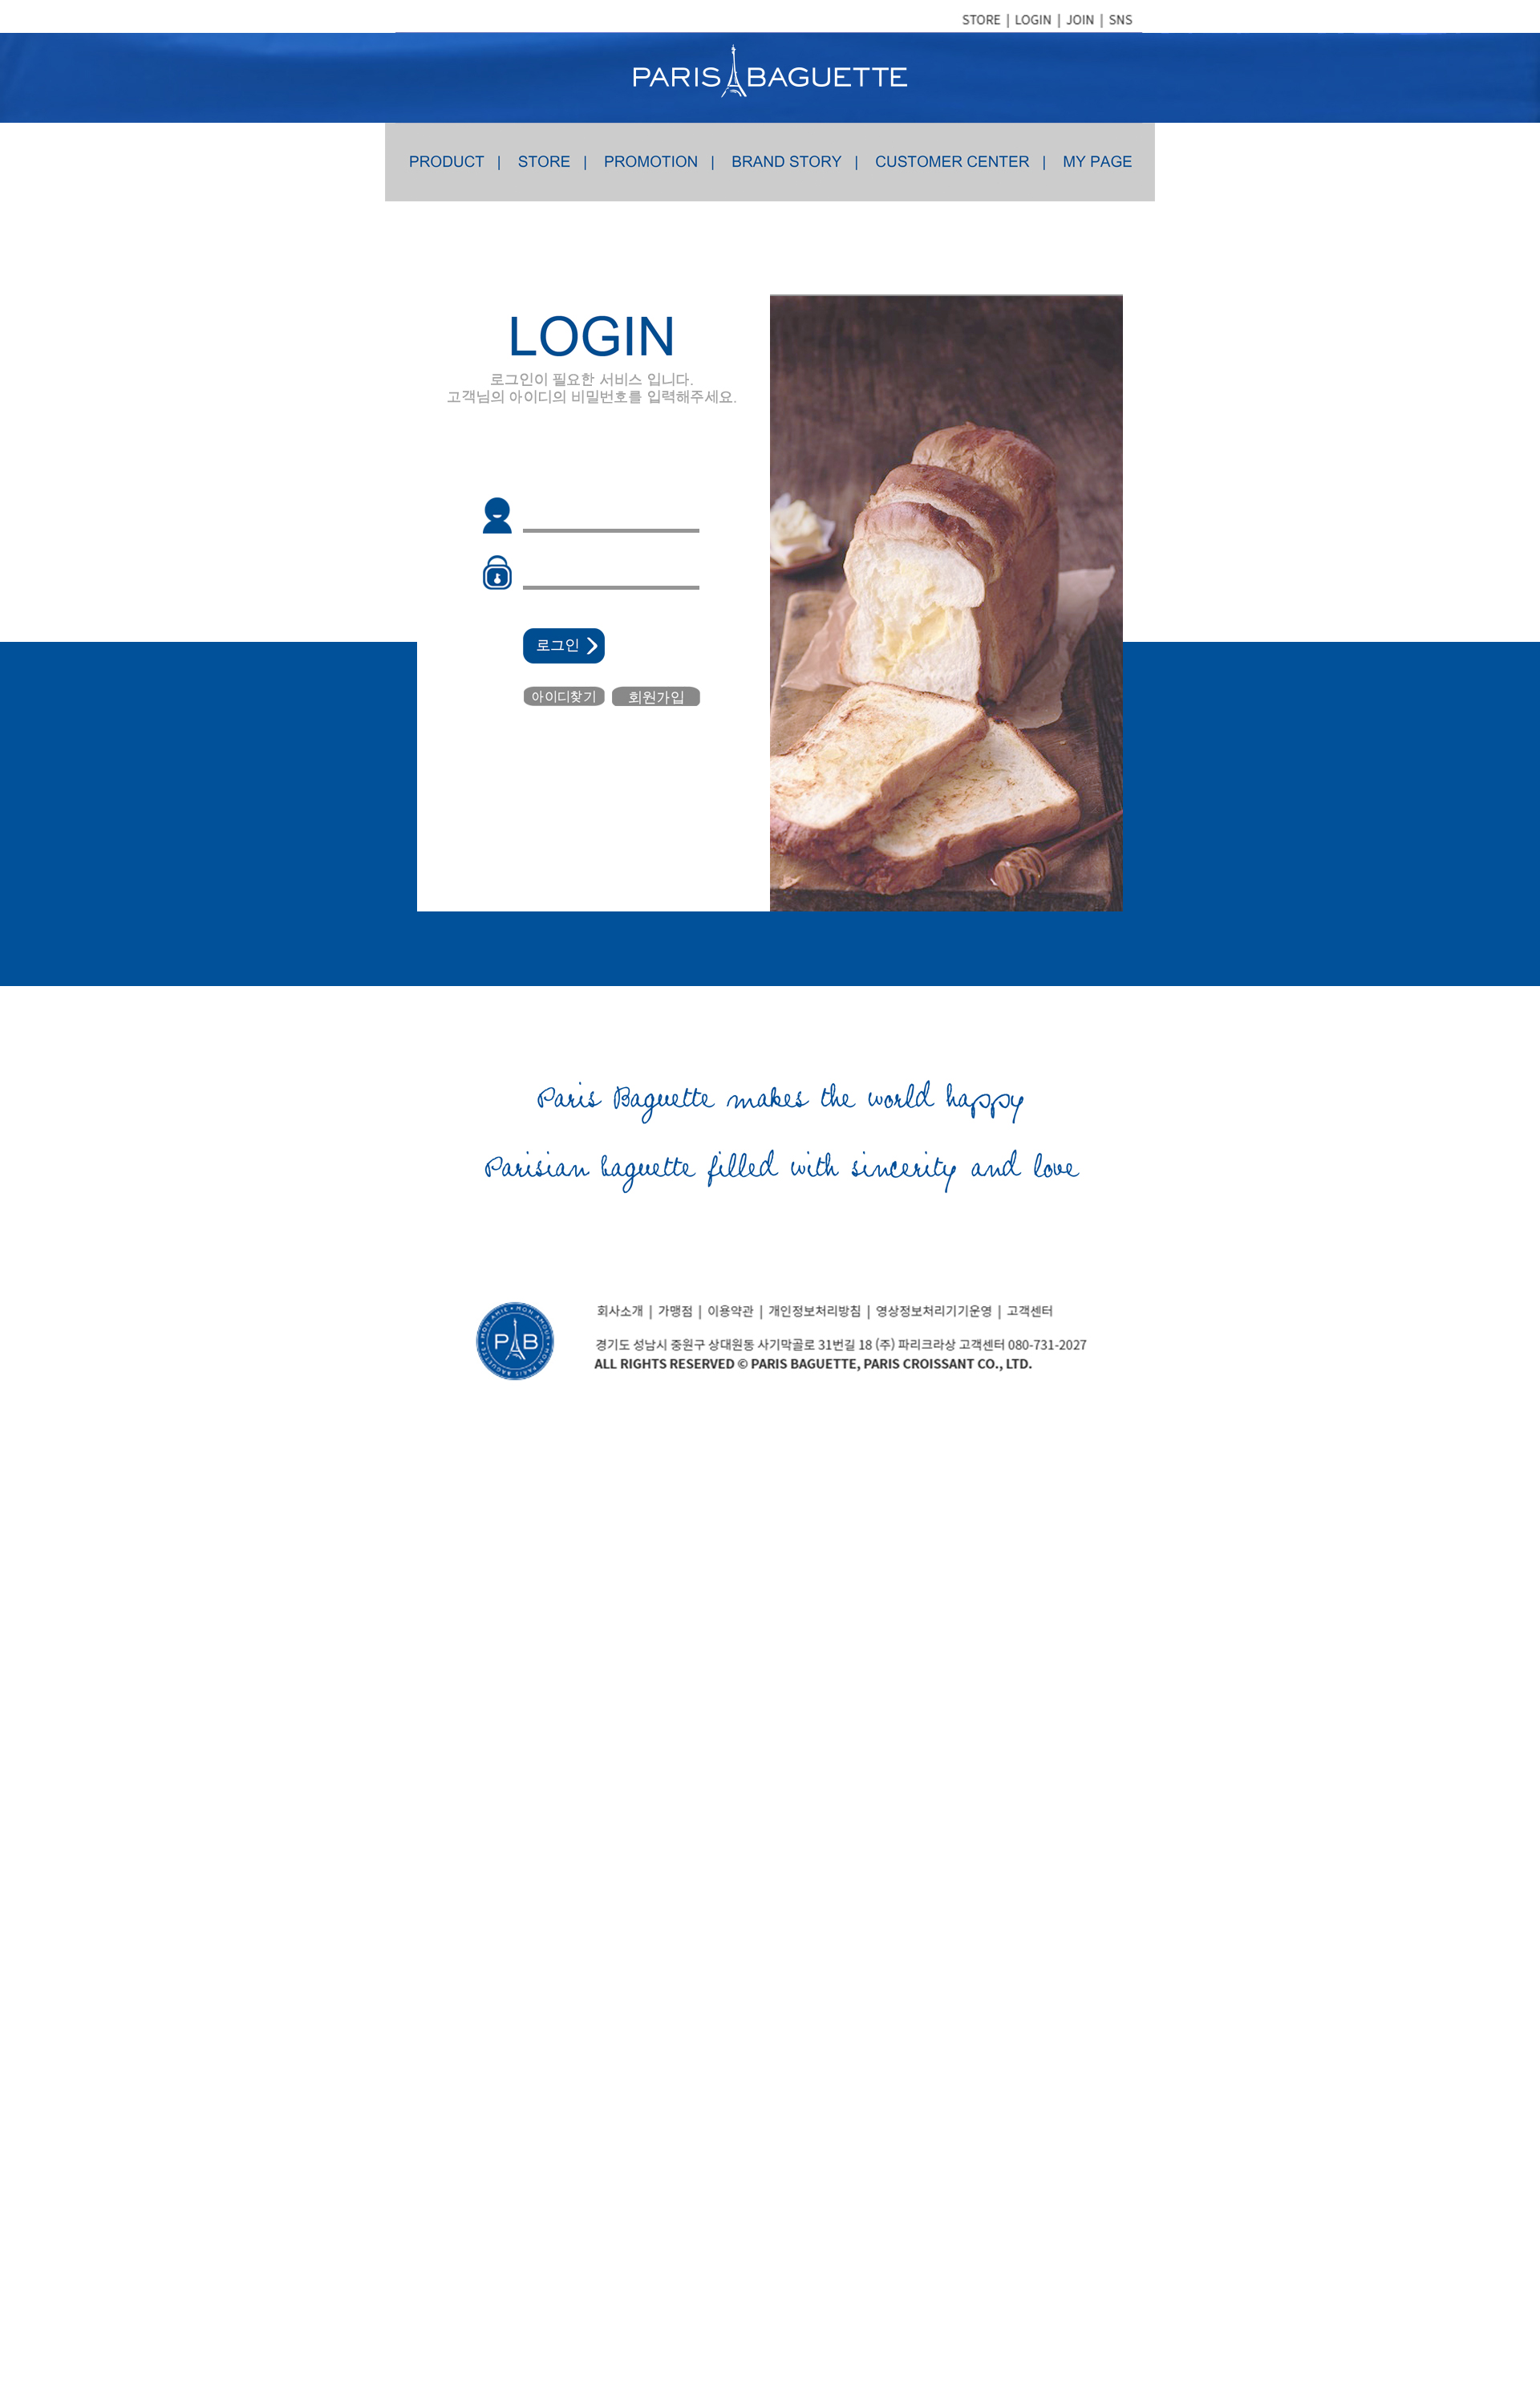 STORE | LOGIN | JOIN | SNS
PARIS BAGUETTE
PRODUCT | STORE | PROMOTION | BRAND STORY | CUSTOMER CENTER | MY PAGE
LOGIN
로그인이 필요한 서비스 입니다.
고객님의 아이디의 비밀번호를 입력해주세요.
로그인
아이디찾기 회원가입
Paris Baguette makes the world happy
Parisian baguette filled with sincerity and love
MON AMIE • MON AMOUR • MON PARIS BAGUETTE •
PB
회사소개 | 가맹점 | 이용약관 | 개인정보처리방침 | 영상정보처리기기운영 | 고객센터
경기도 성남시 중원구 상대원동 사기막골로 31번길 18 (주) 파리크라상 고객센터 080-731-2027
ALL RIGHTS RESERVED © PARIS BAGUETTE, PARIS CROISSANT CO., LTD.